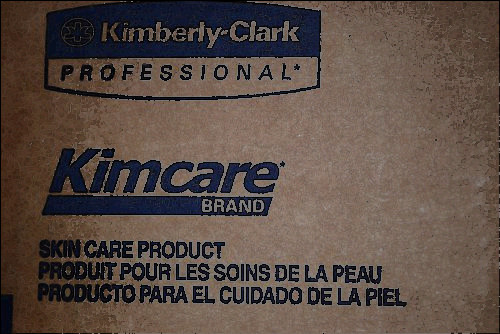 Kimberly-Clark
PROFESSIONAL*
Kimcare*
BRAND
SKIN CARE PRODUCT
PRODUIT POUR LES SOINS DE LA PEAU
PRODUCTO PARA EL CUIDADO DE LA PIEL